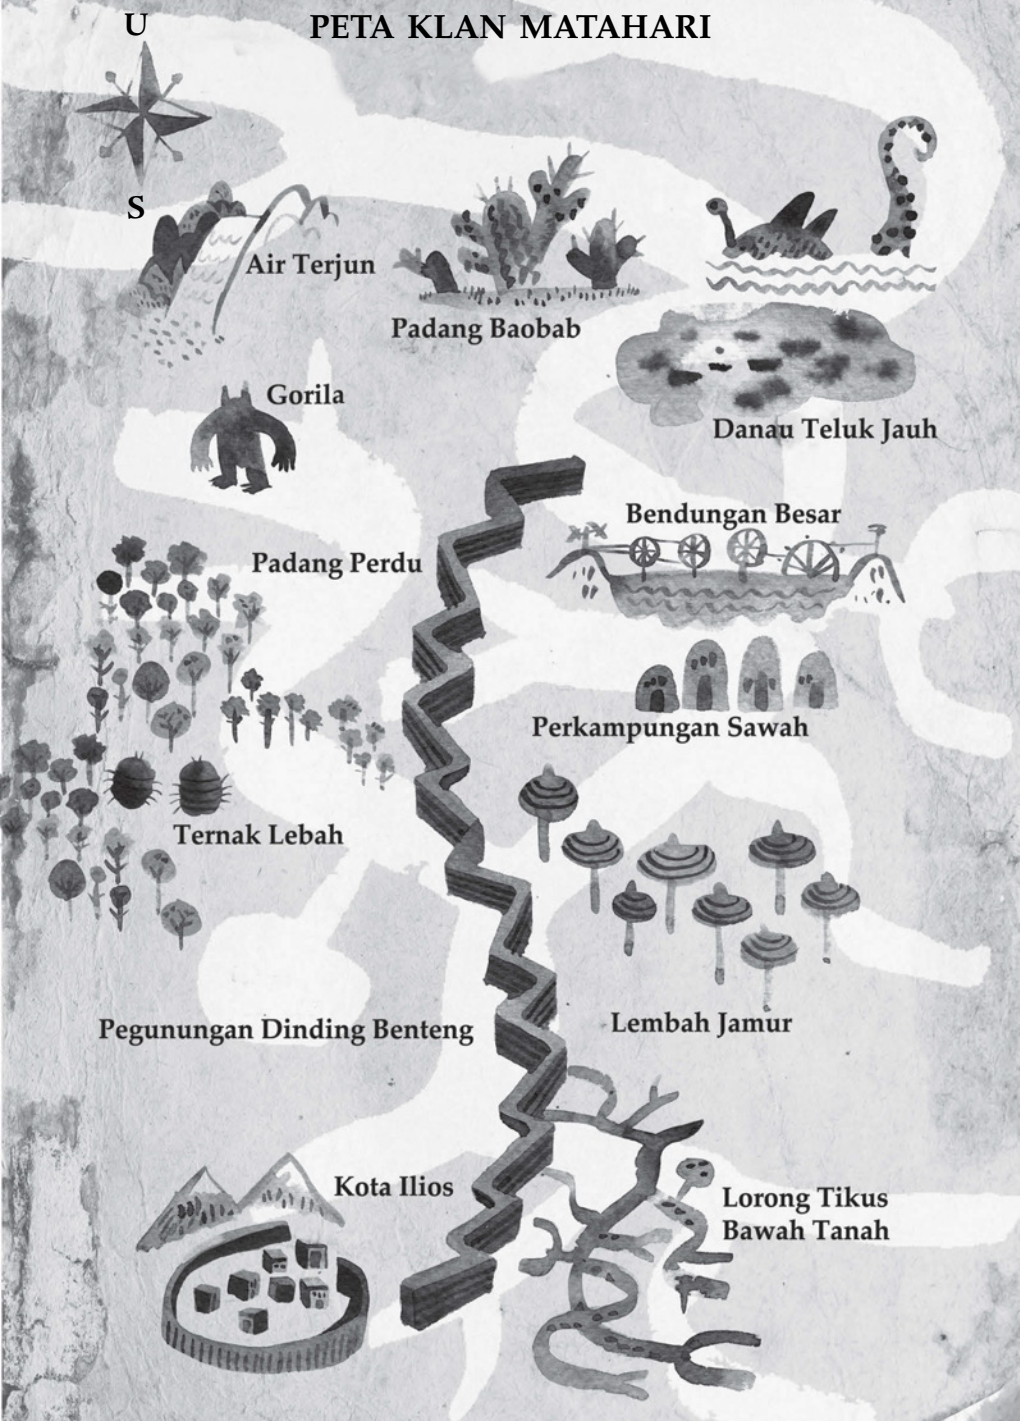 PETA KLAN MATAHARI
U
S
Air Terjun
Padang Baobab
Gorila
Danau Teluk Jauh
Bendungan Besar
Padang Perdu
Perkampungan Sawah
Ternak Lebah
Pegunungan Dinding Benteng
Lembah Jamur
Kota Ilios
Lorong Tikus
Bawah Tanah